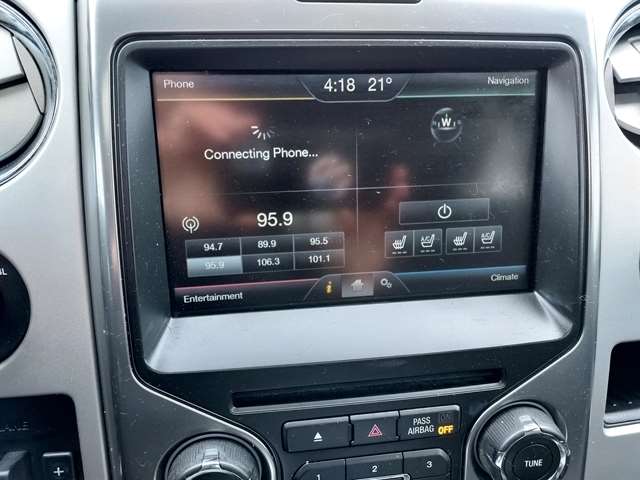 Phone 4:18 21° Navigation
Connecting Phone...
W
95.9
94.7 89.9 95.5
95.9 106.3 101.1
A/C A/C
Entertainment i Climate
PASS AIRBAG OFF
1 2 3
TUNE
+